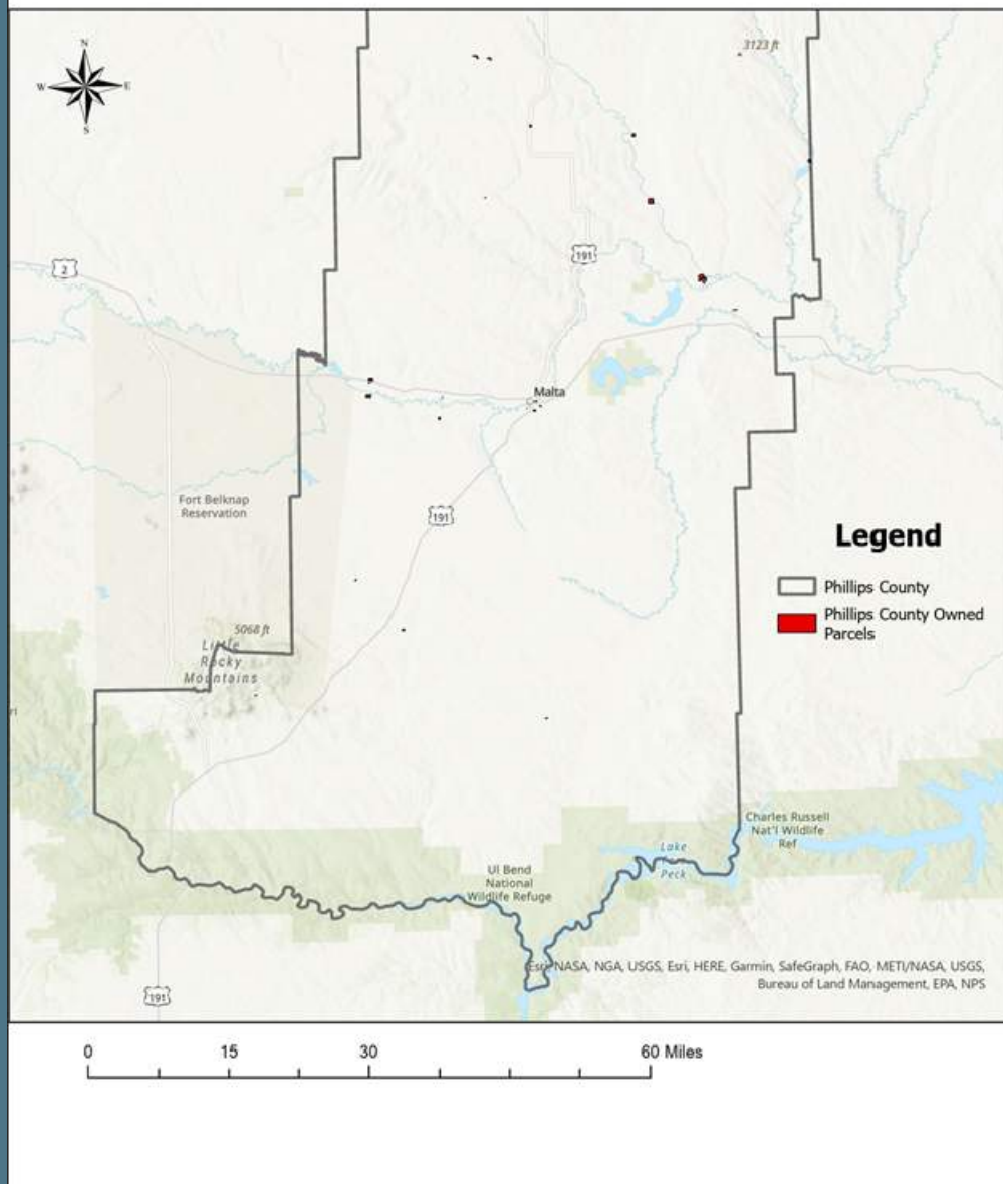 N
W E
S
3123 ft
191
2
Malta
Fort Belknap
Reservation
191
Legend
Phillips County
Phillips County Owned
Parcels
5068 ft
Little
Rocky
Mountains
Charles Russell
Nat'l Wildlife
Ref
Lake
Peck
Ul Bend
National
Wildlife Refuge
Esri, NASA, NGA, USGS, Esri, HERE, Garmin, SafeGraph, FAO, METI/NASA, USGS,
Bureau of Land Management, EPA, NPS
191
0 15 30 60 Miles